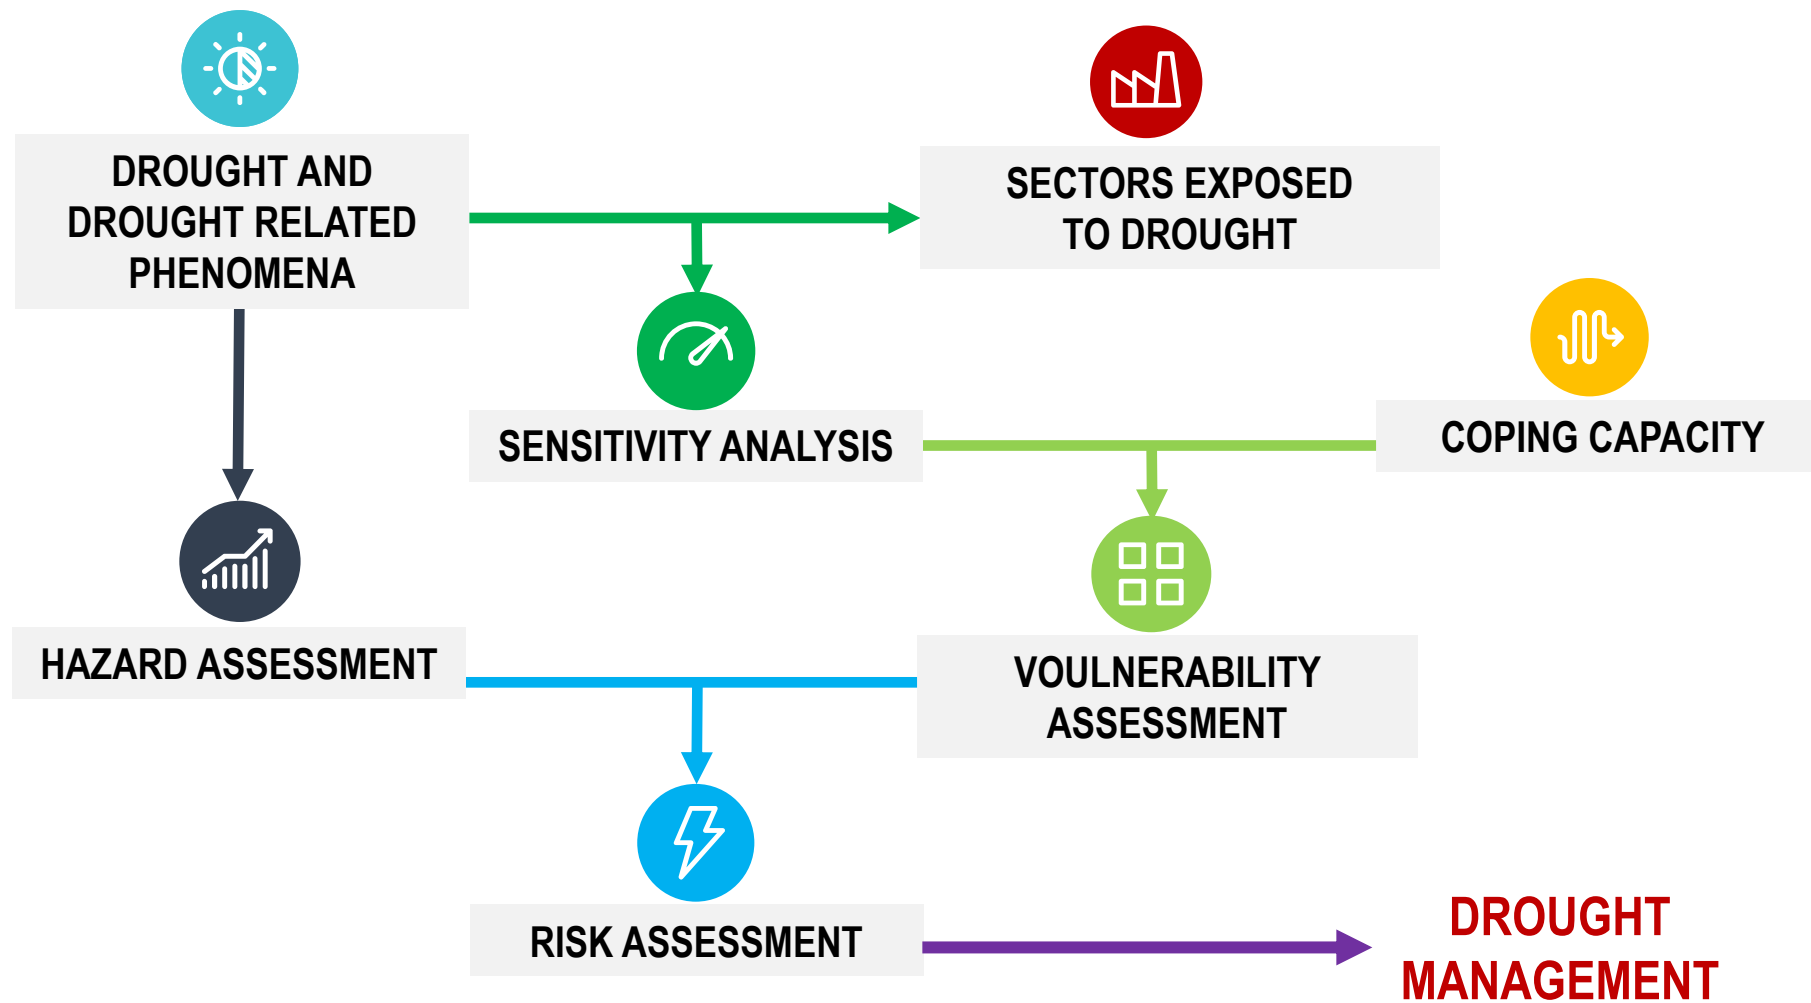 DROUGHT AND
DROUGHT RELATED
PHENOMENA
SECTORS EXPOSED
TO DROUGHT
SENSITIVITY ANALYSIS
COPING CAPACITY
HAZARD ASSESSMENT
VOULNERABILITY
ASSESSMENT
RISK ASSESSMENT
DROUGHT
MANAGEMENT